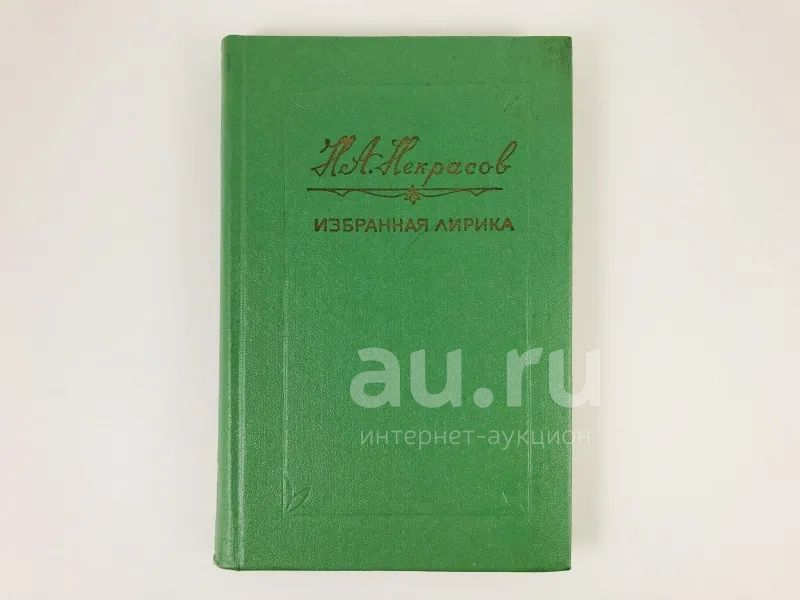 Н.А.Некрасов
ИЗБРАННАЯ ЛИРИКА
au.ru
интернет-аукцион